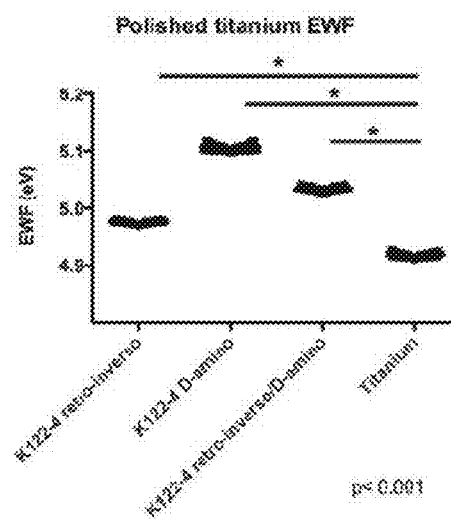 Polished titanium EWF
*
*
*
5.2
5.1
5.0
4.9
EWF (eV)
K122-4 retro-inverso
K122-4 D-amino
K122-4 retro-inverso/D-amino
Titanium
p< 0.001